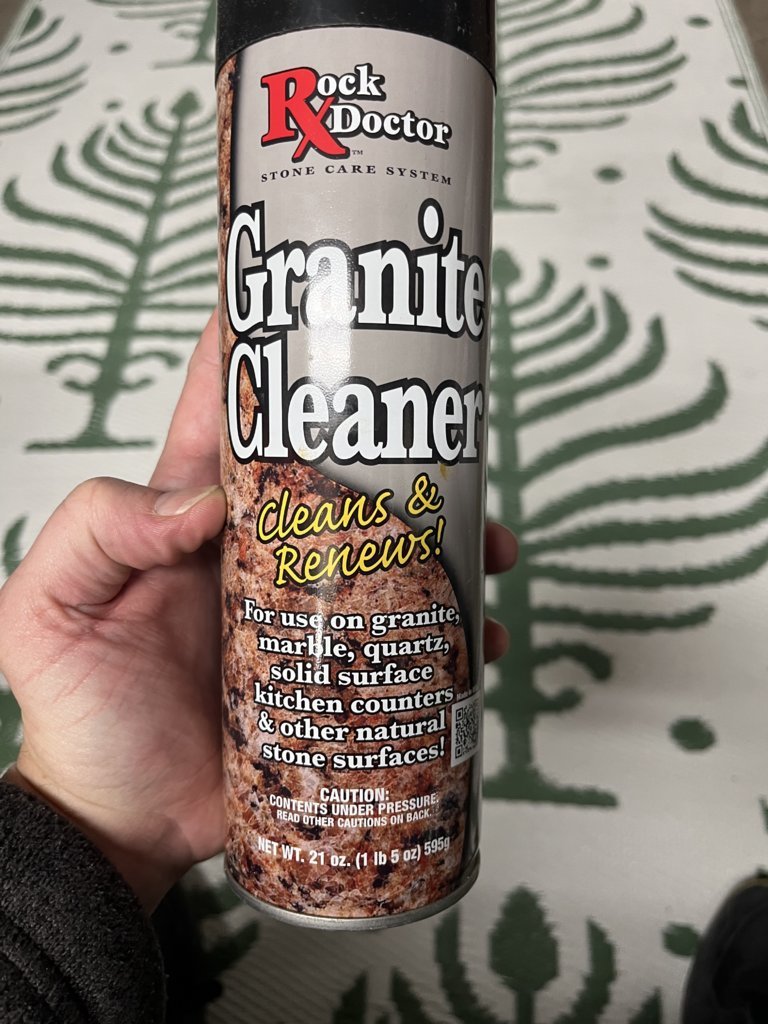 Rock
Doctor™
STONE CARE SYSTEM
Granite
Cleaner
Cleans &
Renews!
For use on granite,
marble, quartz,
solid surface
kitchen counters
& other natural
stone surfaces!
CAUTION:
CONTENTS UNDER PRESSURE.
READ OTHER CAUTIONS ON BACK.
NET WT. 21 oz. (1 lb 5 oz) 595g